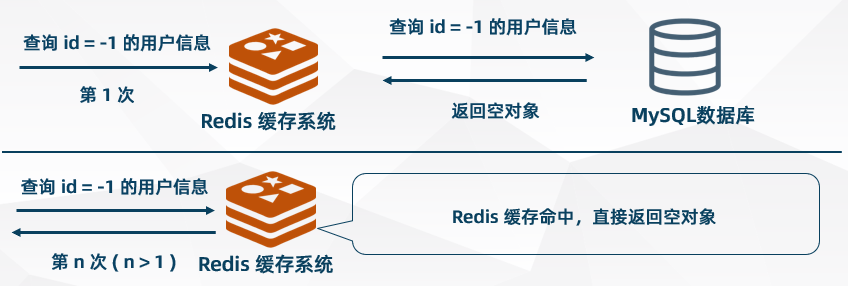 查询 id = -1 的用户信息
第 1 次
Redis 缓存系统
查询 id = -1 的用户信息
返回空对象
MySQL数据库
查询 id = -1 的用户信息
第 n 次 ( n > 1 )
Redis 缓存系统
Redis 缓存命中，直接返回空对象